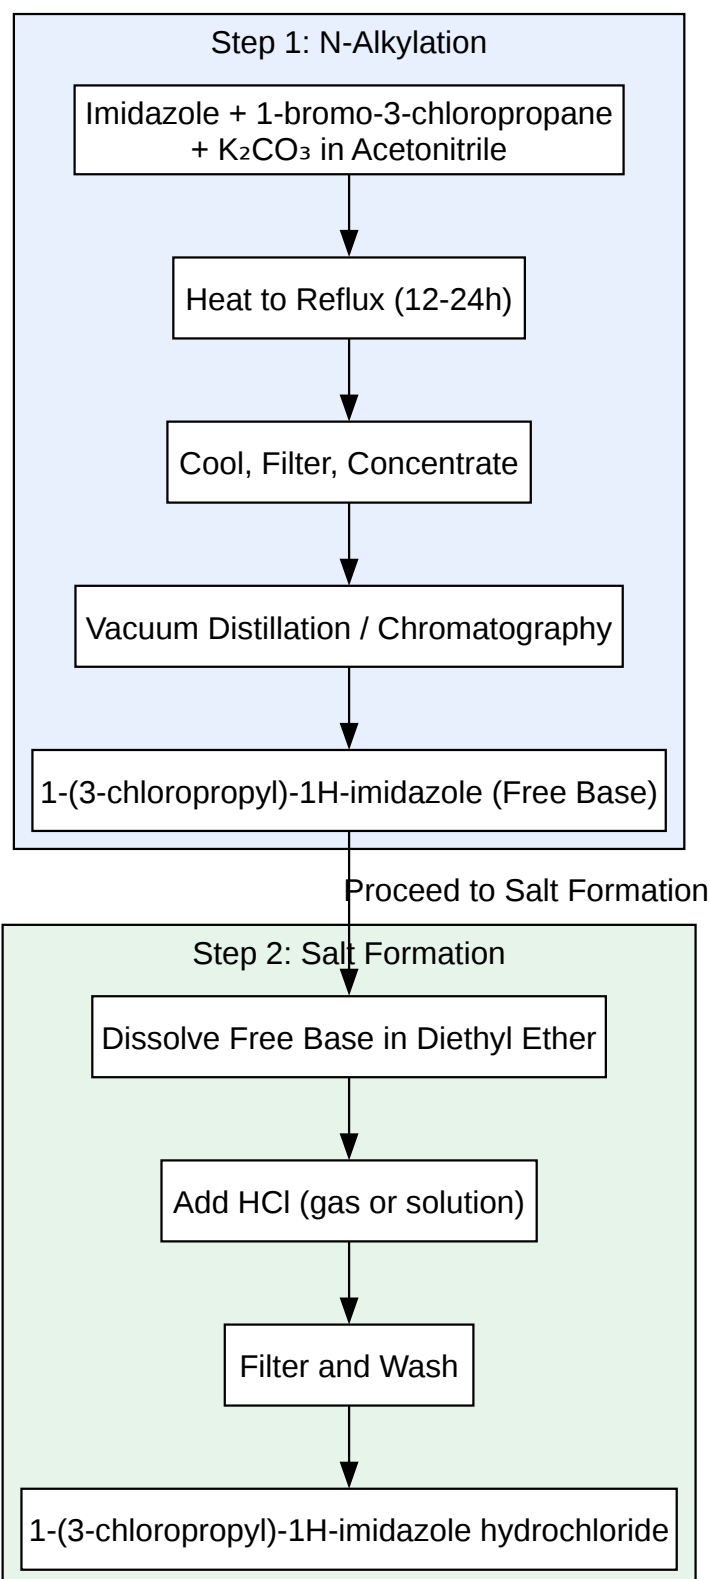 Step 1: N-Alkylation
Imidazole + 1-bromo-3-chloropropane
+ K₂CO₃ in Acetonitrile
Heat to Reflux (12-24h)
Cool, Filter, Concentrate
Vacuum Distillation / Chromatography
1-(3-chloropropyl)-1H-imidazole (Free Base)
Proceed to Salt Formation
Step 2: Salt Formation
Dissolve Free Base in Diethyl Ether
Add HCl (gas or solution)
Filter and Wash
1-(3-chloropropyl)-1H-imidazole hydrochloride